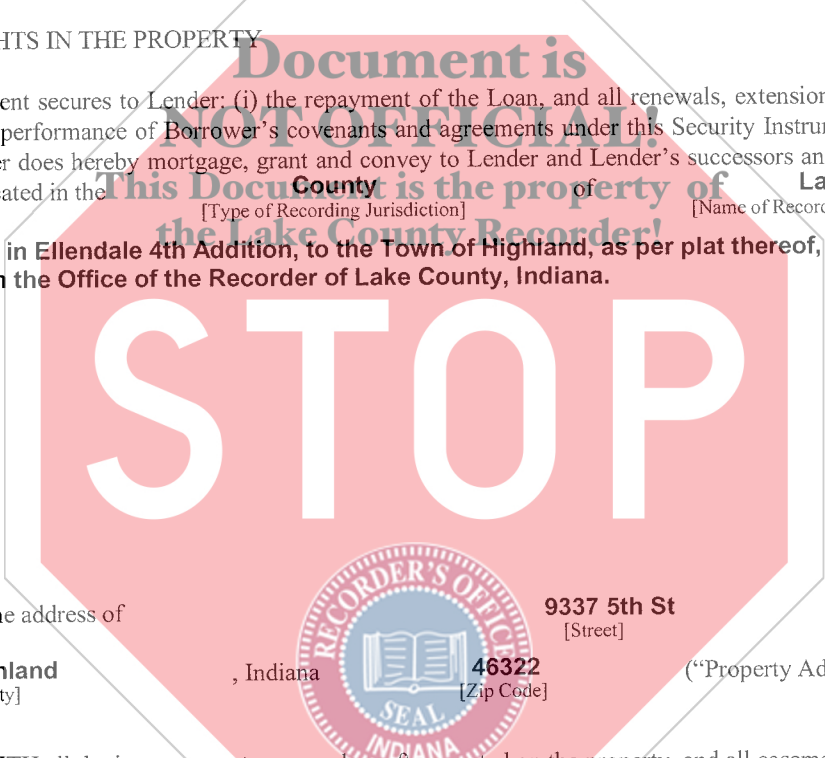 HTS IN THE PROPERTY
Document is
ent secures to Lender: (i) the repayment of the Loan, and all renewals, extension
NOT OFFICIAL!
performance of Borrower's covenants and agreements under this Security Instru
r does hereby mortgage, grant and convey to Lender and Lender's successors an
ated in the County of La
This Document is the property of
[Type of Recording Jurisdiction] [Name of Record
the Lake County Recorder!
in Ellendale 4th Addition, to the Town of Highland, as per plat thereof,
the Office of the Recorder of Lake County, Indiana.
STOP
RECORDER'S OFFICE
e address of 9337 5th St
[Street]
hland , Indiana 46322 ("Property Ad
ty] [Zip Code]
SEAL
INDIANA